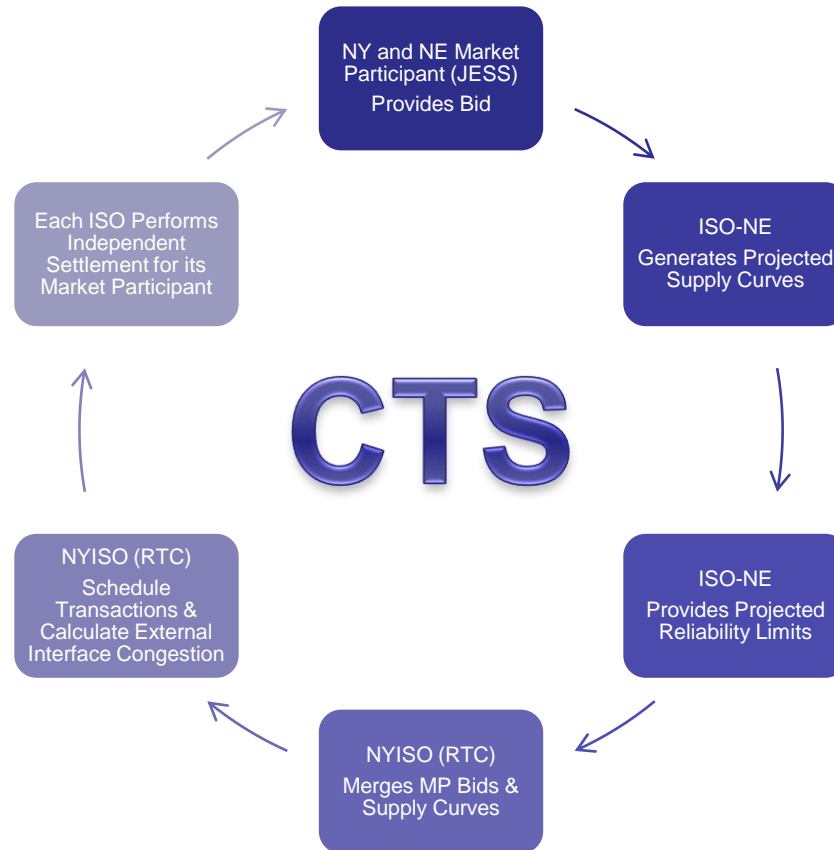 NY and NE Market
Participant (JESS)
Provides Bid
ISO-NE
Generates Projected
Supply Curves
ISO-NE
Provides Projected
Reliability Limits
NYISO (RTC)
Merges MP Bids &
Supply Curves
NYISO (RTC)
Schedule
Transactions &
Calculate External
Interface Congestion
Each ISO Performs
Independent
Settlement for its
Market Participant
CTS